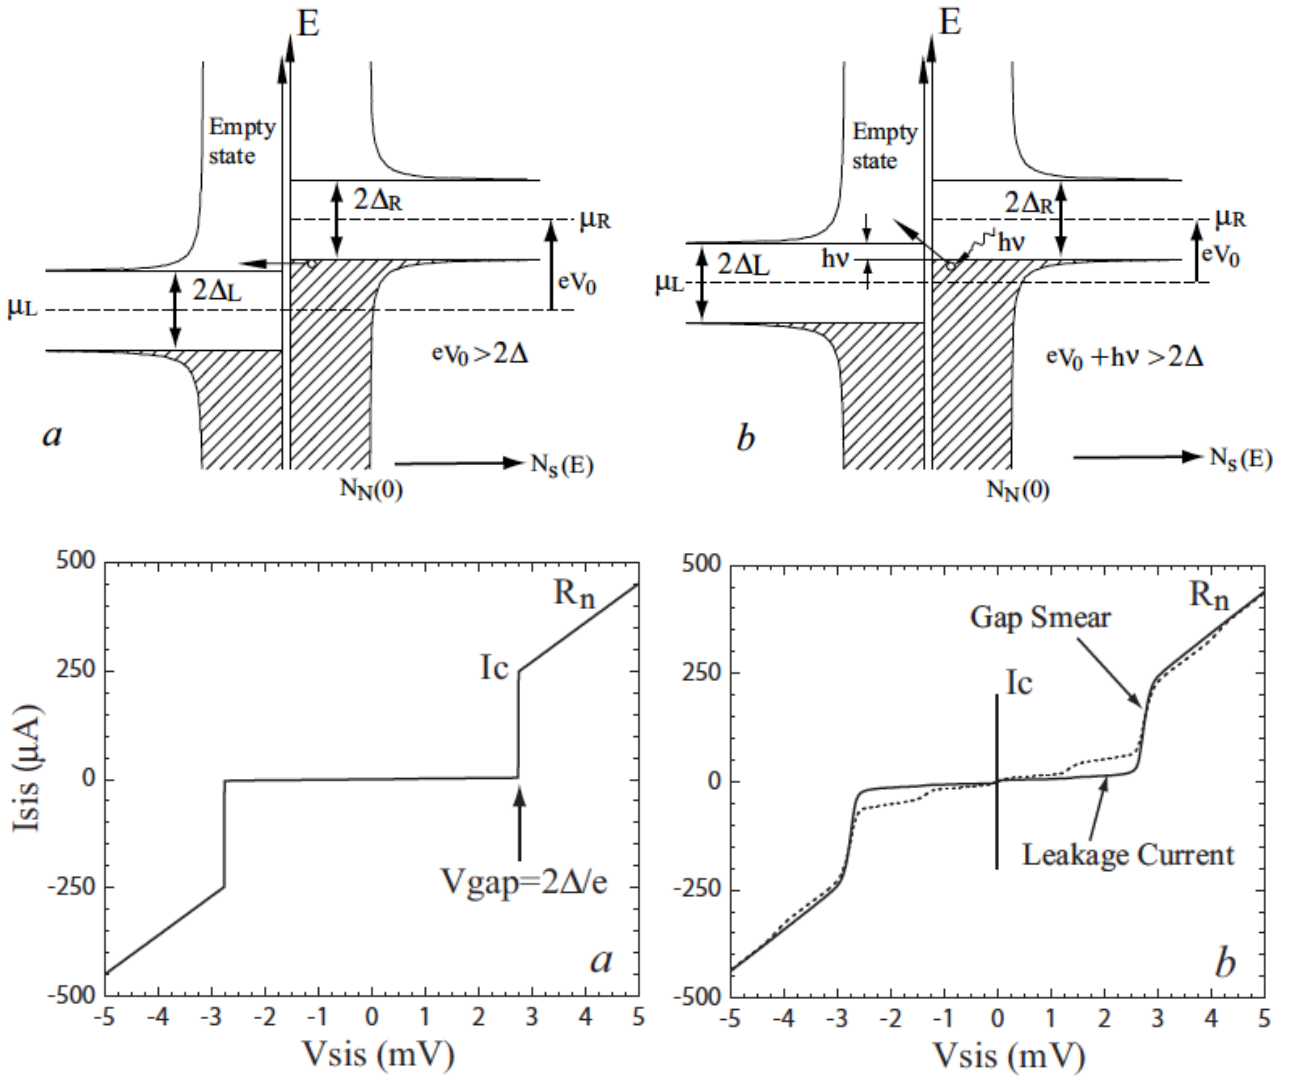 E
Empty
state
2ΔR
μR
2ΔL
μL
eV0
eV0 > 2Δ
a
Ns(E)
NN(0)
E
Empty
state
2ΔR
μR
hν
hν
eV0
2ΔL
μL
eV0 + hν > 2Δ
b
Ns(E)
NN(0)
500
250
0
-250
-500
Isis (μA)
Rn
Ic
Vgap=2Δ/e
a
-5 -4 -3 -2 -1 0 1 2 3 4 5
Vsis (mV)
500
250
0
-250
-500
Rn
Gap Smear
Ic
Leakage Current
b
-5 -4 -3 -2 -1 0 1 2 3 4 5
Vsis (mV)